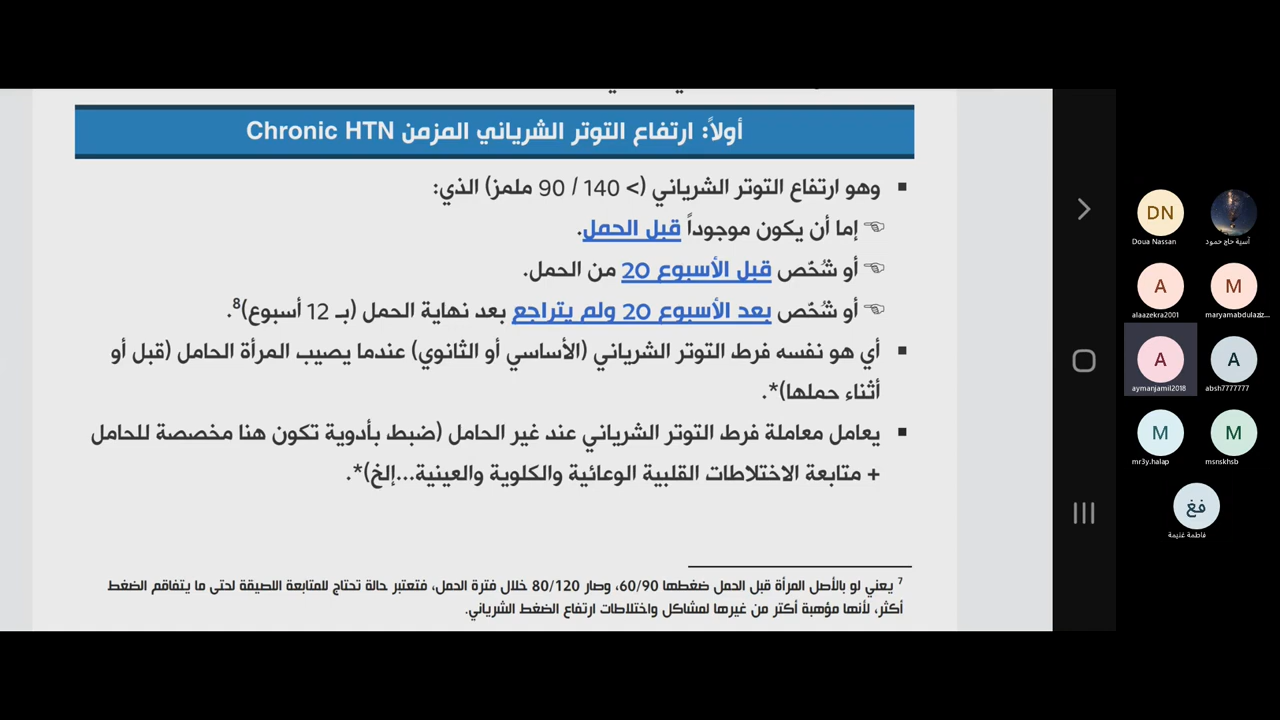 أولاً: ارتفاع التوتر الشرياني المزمن Chronic HTN
▪ وهو ارتفاع التوتر الشرياني (> 140 / 90 ملمز) الذي:
☜ إما أن يكون موجوداً قبل الحمل.
☜ أو شُخّص قبل الأسبوع 20 من الحمل.
☜ أو شُخّص بعد الأسبوع 20 ولم يتراجع بعد نهاية الحمل (بـ 12 أسبوع)8.
▪ أي هو نفسه فرط التوتر الشرياني (الأساسي أو الثانوي) عندما يصيب المرأة الحامل (قبل أو
أثناء حملها)*.
▪ يعامل معاملة فرط التوتر الشرياني عند غير الحامل (ضبط بأدوية تكون هنا مخصصة للحامل
+ متابعة الاختلاطات القلبية الوعائية والكلوية والعينية...إلخ)*.
7 يعني لو بالأصل المرأة قبل الحمل ضغطها 60/90، وصار 80/120 خلال فترة الحمل، فتعتبر حالة تحتاج للمتابعة اللصيقة لحتى ما يتفاقم الضغط
أكثر، لأنها مؤهبة أكتر من غيرها لمشاكل واختلاطات ارتفاع الضغط الشرياني.
DN
Doua Nassan
آسية حاج حمود
A
alaazekra2001
M
maryamabdulaziz...
A
aymanjamil2018
A
absh7777777
M
mr3y.halap
M
msnskhsb
فغ
فاطمة غنيمة